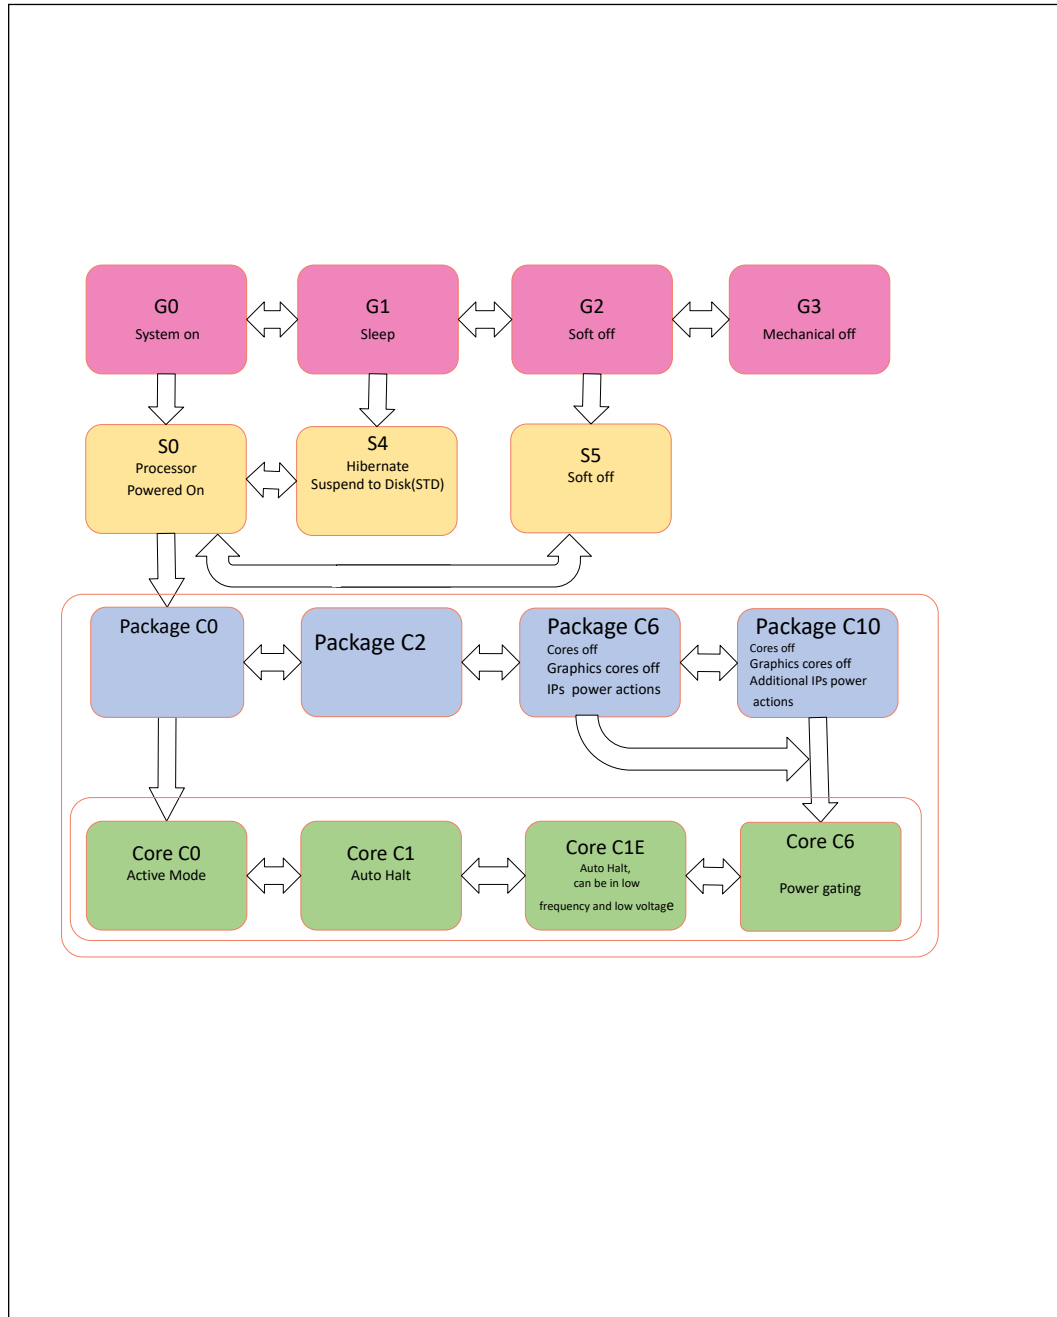 G0
System on
G1
Sleep
G2
Soft off
G3
Mechanical off
S0
Processor
Powered On
S4
Hibernate
Suspend to Disk(STD)
S5
Soft off
Package C0
Package C2
Package C6
Cores off
Graphics cores off
IPs power actions
Package C10
Cores off
Graphics cores off
Additional IPs power
actions
Core C0
Active Mode
Core C1
Auto Halt
Core C1E
Auto Halt,
can be in low
frequency and low voltage
Core C6
Power gating